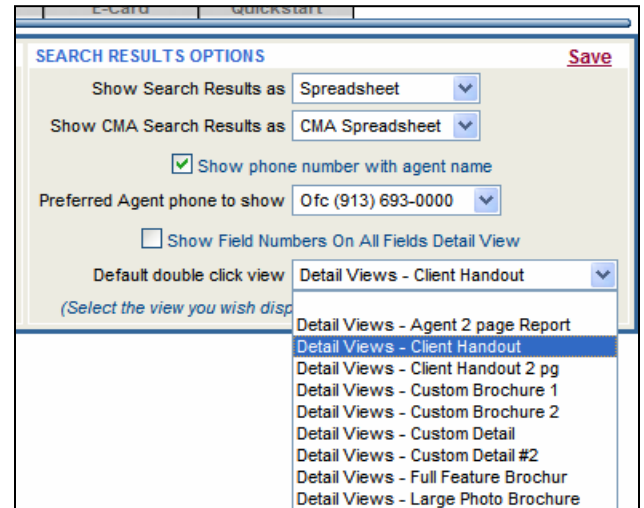 E-Card Quickstart
SEARCH RESULTS OPTIONS Save
Show Search Results as Spreadsheet
Show CMA Search Results as CMA Spreadsheet
Show phone number with agent name
Preferred Agent phone to show Ofc (913) 693-0000
Show Field Numbers On All Fields Detail View
Default double click view Detail Views - Client Handout
(Select the view you wish disp
Detail Views - Agent 2 page Report
Detail Views - Client Handout
Detail Views - Client Handout 2 pg
Detail Views - Custom Brochure 1
Detail Views - Custom Brochure 2
Detail Views - Custom Detail
Detail Views - Custom Detail #2
Detail Views - Full Feature Brochur
Detail Views - Large Photo Brochure